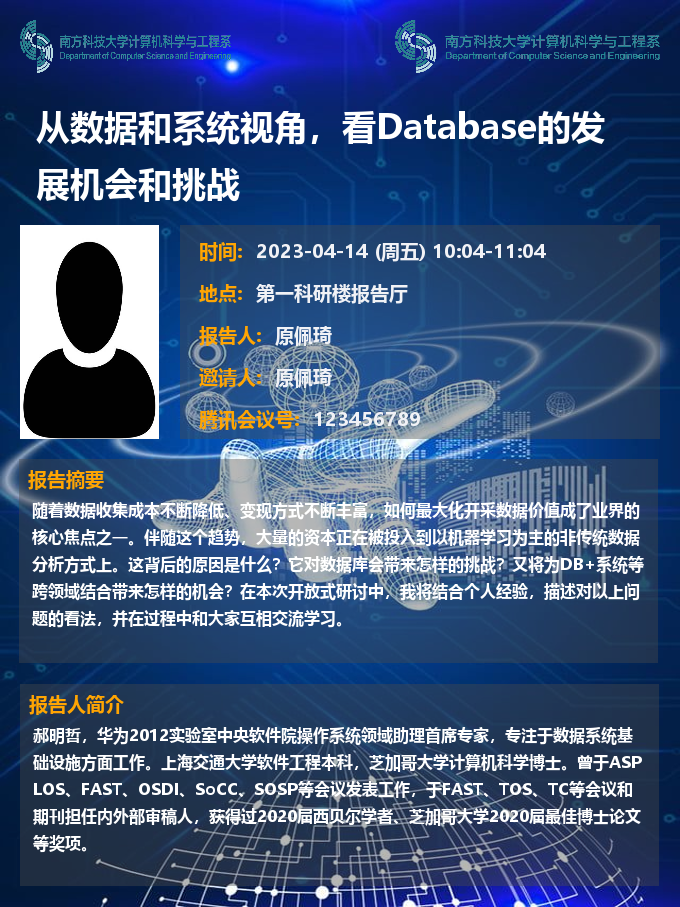 南方科技大学计算机科学与工程系
Department of Computer Science and Engineering
南方科技大学计算机科学与工程系
Department of Computer Science and Engineering
从数据和系统视角，看Database的发
展机会和挑战
时间: 2023-04-14 (周五) 10:04-11:04
地点: 第一科研楼报告厅
报告人: 原佩琦
邀请人: 原佩琦
腾讯会议号: 123456789
报告摘要
随着数据收集成本不断降低、变现方式不断丰富，如何最大化开采数据价值成了业界的
核心焦点之一。伴随这个趋势，大量的资本正在被投入到以机器学习为主的非传统数据
分析方式上。这背后的原因是什么？它对数据库会带来怎样的挑战？又将为DB+系统等
跨领域结合带来怎样的机会？在本次开放式研讨中，我将结合个人经验，描述对以上问
题的看法，并在过程中和大家互相交流学习。
报告人简介
郝明哲，华为2012实验室中央软件院操作系统领域助理首席专家，专注于数据系统基
础设施方面工作。上海交通大学软件工程本科，芝加哥大学计算机科学博士。曾于ASP
LOS、FAST、OSDI、SoCC、SOSP等会议发表工作，于FAST、TOS、TC等会议和
期刊担任内外部审稿人，获得过2020届西贝尔学者、芝加哥大学2020届最佳博士论文
等奖项。